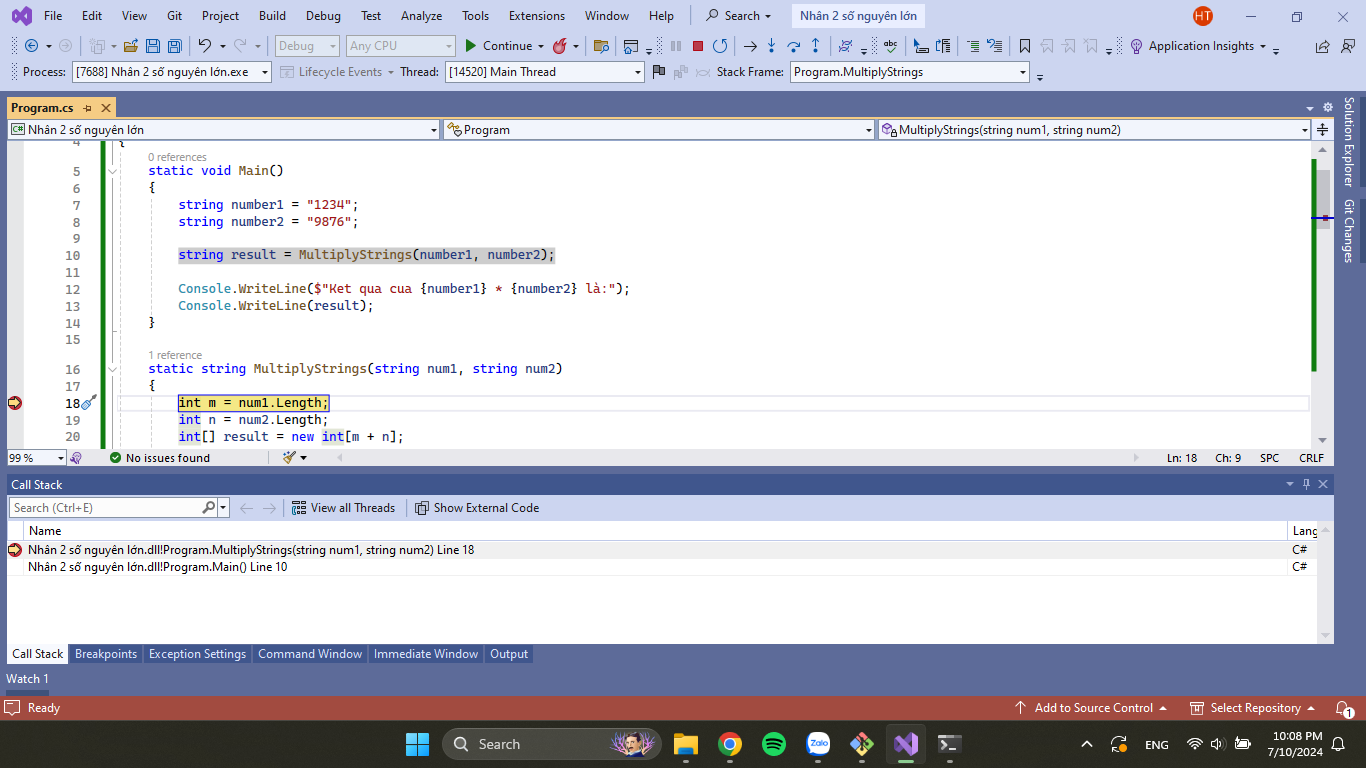 File Edit View Git Project Build Debug Test Analyze Tools Extensions Window Help Search Nhân 2 số nguyên lớn HT
Debug Any CPU Continue Application Insights
Process: [7688] Nhân 2 số nguyên lớn.exe Lifecycle Events Thread: [14520] Main Thread Stack Frame: Program.MultiplyStrings
Program.cs
C# Nhân 2 số nguyên lớn Program MultiplyStrings(string num1, string num2)
4 {
0 references
5 static void Main()
6 {
7 string number1 = "1234";
8 string number2 = "9876";
9
10 string result = MultiplyStrings(number1, number2);
11
12 Console.WriteLine($"Ket qua cua {number1} * {number2} là:");
13 Console.WriteLine(result);
14 }
15
1 reference
16 static string MultiplyStrings(string num1, string num2)
17 {
18 int m = num1.Length;
19 int n = num2.Length;
20 int[] result = new int[m + n];
99 % No issues found Ln: 18 Ch: 9 SPC CRLF
Solution Explorer
Git Changes
Call Stack
Search (Ctrl+E) View all Threads Show External Code
Name Lang
Nhân 2 số nguyên lớn.dll!Program.MultiplyStrings(string num1, string num2) Line 18 C#
Nhân 2 số nguyên lớn.dll!Program.Main() Line 10 C#
Call Stack Breakpoints Exception Settings Command Window Immediate Window Output
Watch 1
Ready Add to Source Control Select Repository 1
Search Zalo ENG 10:08 PM
7/10/2024